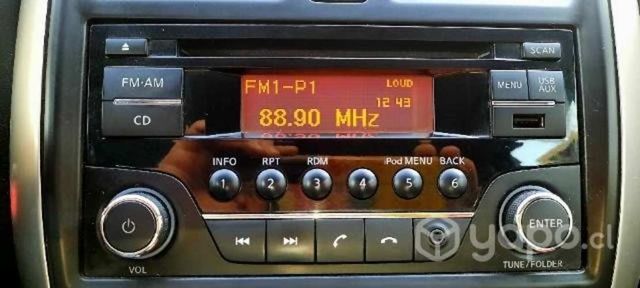 SCAN
FM·AM
CD
FM1-P1 LOUD
12:43
88.90 MHz
MENU
USB AUX
INFO RPT RDM iPod MENU BACK
1 2 3 4 5 6
VOL
ENTER
TUNE/FOLDER
yapo.cl